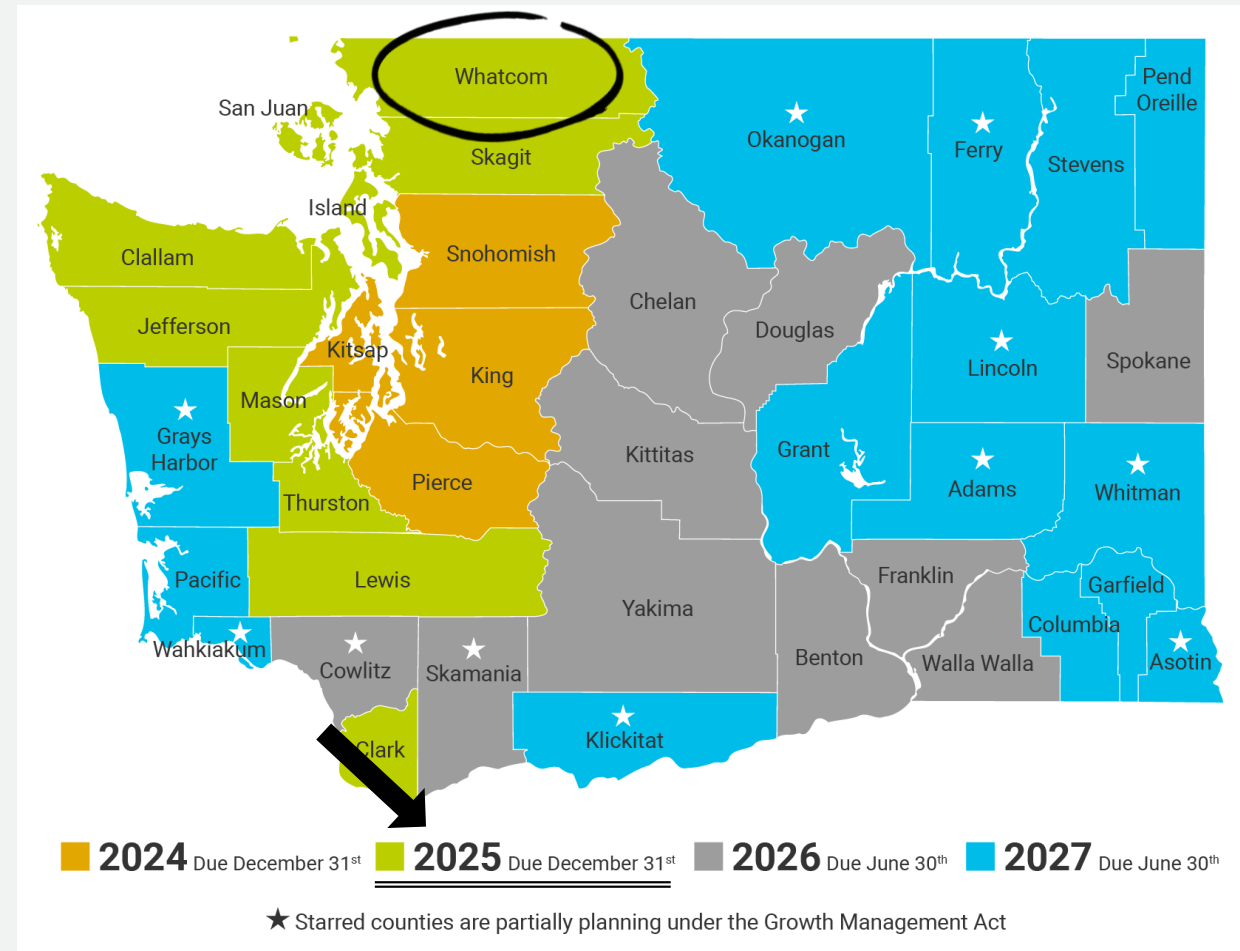 Whatcom
Pend
Oreille
San Juan
Okanogan
Ferry
Stevens
Skagit
Island
Snohomish
Clallam
Chelan
Jefferson
Douglas
Kitsap
King
Lincoln
Spokane
Mason
Grays
Harbor
Kittitas
Grant
Pierce
Adams
Whitman
Thurston
Pacific
Lewis
Yakima
Franklin
Garfield
Columbia
Wahkiakum
Cowlitz
Skamania
Benton
Walla Walla
Asotin
Clark
Klickitat
2024 Due December 31st
2025 Due December 31st
2026 Due June 30th
2027 Due June 30th
★ Starred counties are partially planning under the Growth Management Act